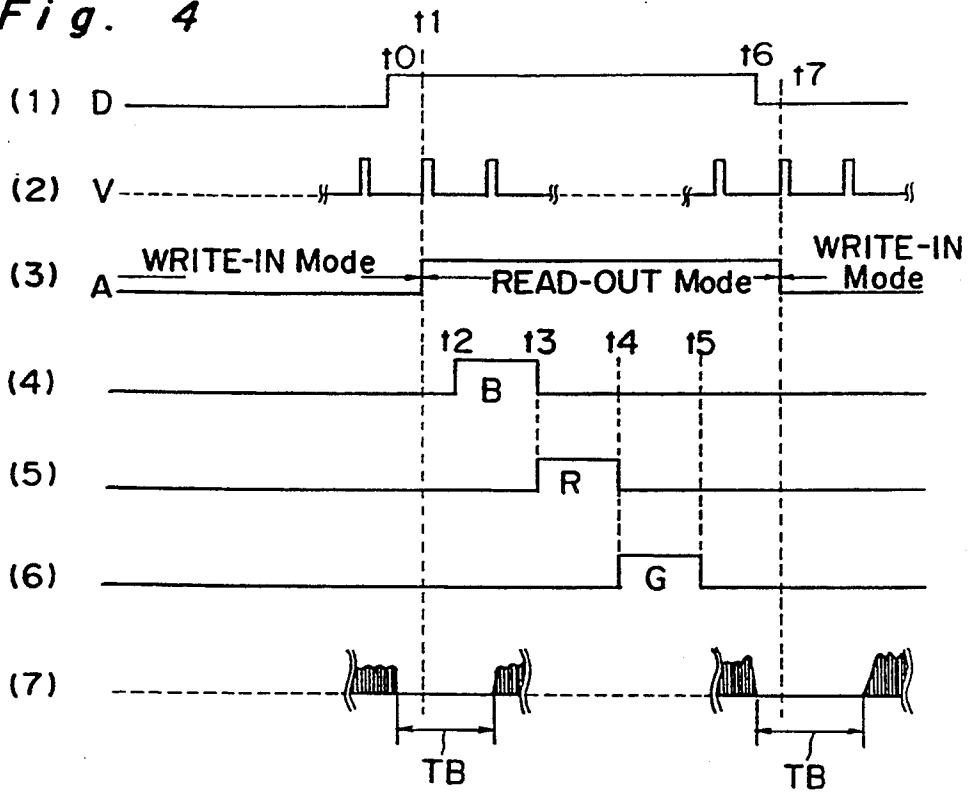 Fig. 4
t1
t0 t6 t7
(1) D
(2) V
(3) A WRITE-IN Mode READ-OUT Mode WRITE-IN Mode
t2 t3 t4 t5
(4) B
(5) R
(6) G
(7)
TB TB